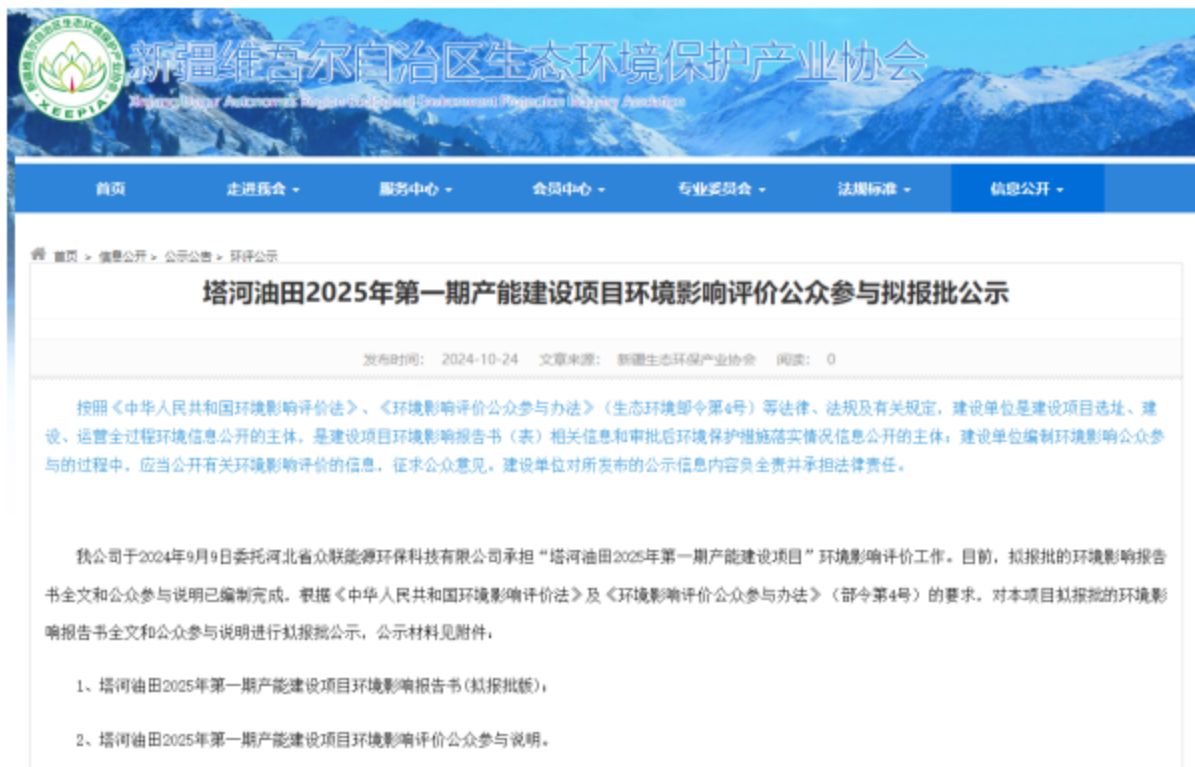 新疆维吾尔自治区生态环境保护产业协会
XEEPIA
首页 走进我会 服务中心 会员中心 专业委员会 法规标准 信息公开
首页 > 信息公开 > 公示公告 > 环评公示
塔河油田2025年第一期产能建设项目环境影响评价公众参与拟报批公示
发布时间： 2024-10-24 文章来源： 新疆生态环保产业协会 阅读： 0
按照《中华人民共和国环境影响评价法》、《环境影响评价公众参与办法》（生态环境部令第4号）等法律、法规及有关规定，建设单位是建设项目选址、建
设、运营全过程环境信息公开的主体，是建设项目环境影响报告书（表）相关信息和审批后环境保护措施落实情况信息公开的主体；建设单位编制环境影响公众参
与的过程中，应当公开有关环境影响评价的信息，征求公众意见。建设单位对所发布的公示信息内容负全责并承担法律责任。
我公司于2024年9月9日委托河北省众联能源环保科技有限公司承担“塔河油田2025年第一期产能建设项目”环境影响评价工作。目前，拟报批的环境影响报告
书全文和公众参与说明已编制完成，根据《中华人民共和国环境影响评价法》及《环境影响评价公众参与办法》（部令第4号）的要求，对本项目拟报批的环境影
响报告书全文和公众参与说明进行拟报批公示，公示材料见附件：
1、塔河油田2025年第一期产能建设项目环境影响报告书(拟报批版)；
2、塔河油田2025年第一期产能建设项目环境影响评价公众参与说明。